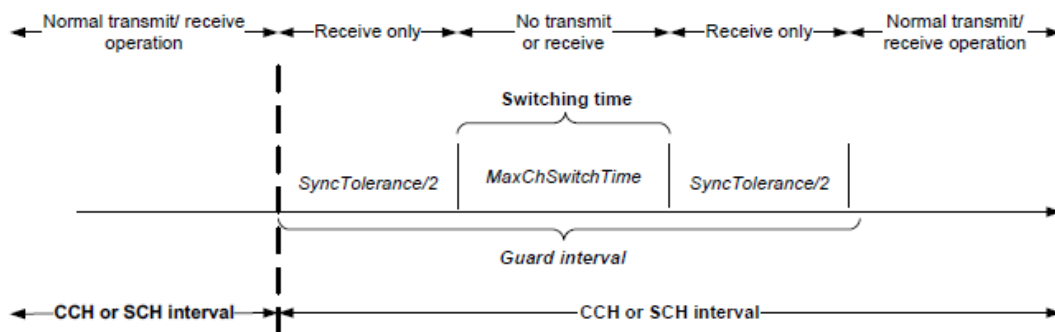 Normal transmit/ receive
operation
Receive only
No transmit
or receive
Receive only
Normal transmit/
receive operation
Switching time
SyncTolerance/2
MaxChSwitchTime
SyncTolerance/2
Guard interval
CCH or SCH interval
CCH or SCH interval